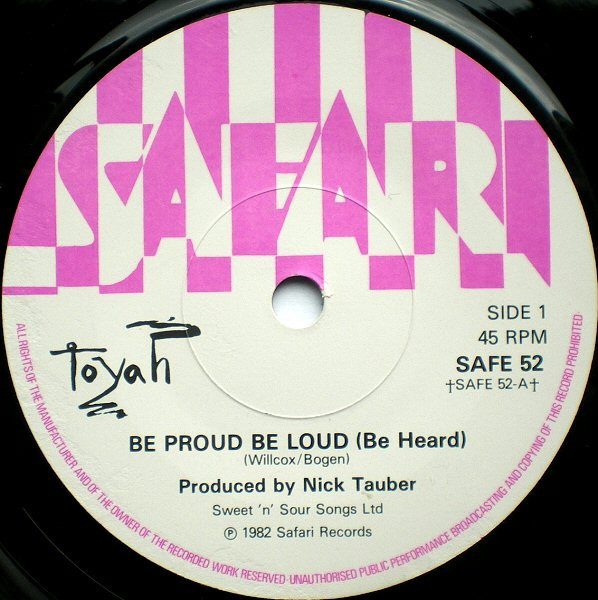 SAFARI
SIDE 1
45 RPM
SAFE 52
†SAFE 52-A†
toyah
BE PROUD BE LOUD (Be Heard)
(Willcox/Bogen)
Produced by Nick Tauber
Sweet 'n' Sour Songs Ltd
℗ 1982 Safari Records
ALL RIGHTS OF THE MANUFACTURER AND OF THE OWNER OF THE RECORDED WORK RESERVED·UNAUTHORISED PUBLIC PERFORMANCE BROADCASTING AND COPYING OF THIS RECORD PROHIBITED·